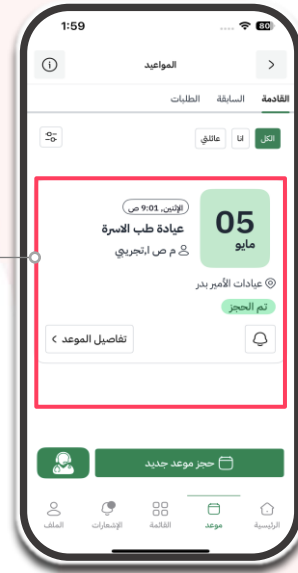 1:59
80
المواعيد
القادمة السابقة الطلبات
الكل انا عائلتي
05
مايو
الإثنين, 9:01 ص
عيادة طب الاسرة
م ص ا,تجريبي
عيادات الأمير بدر
تم الحجز
تفاصيل الموعد
حجز موعد جديد
الرئيسية موعد القائمة الإشعارات الملف